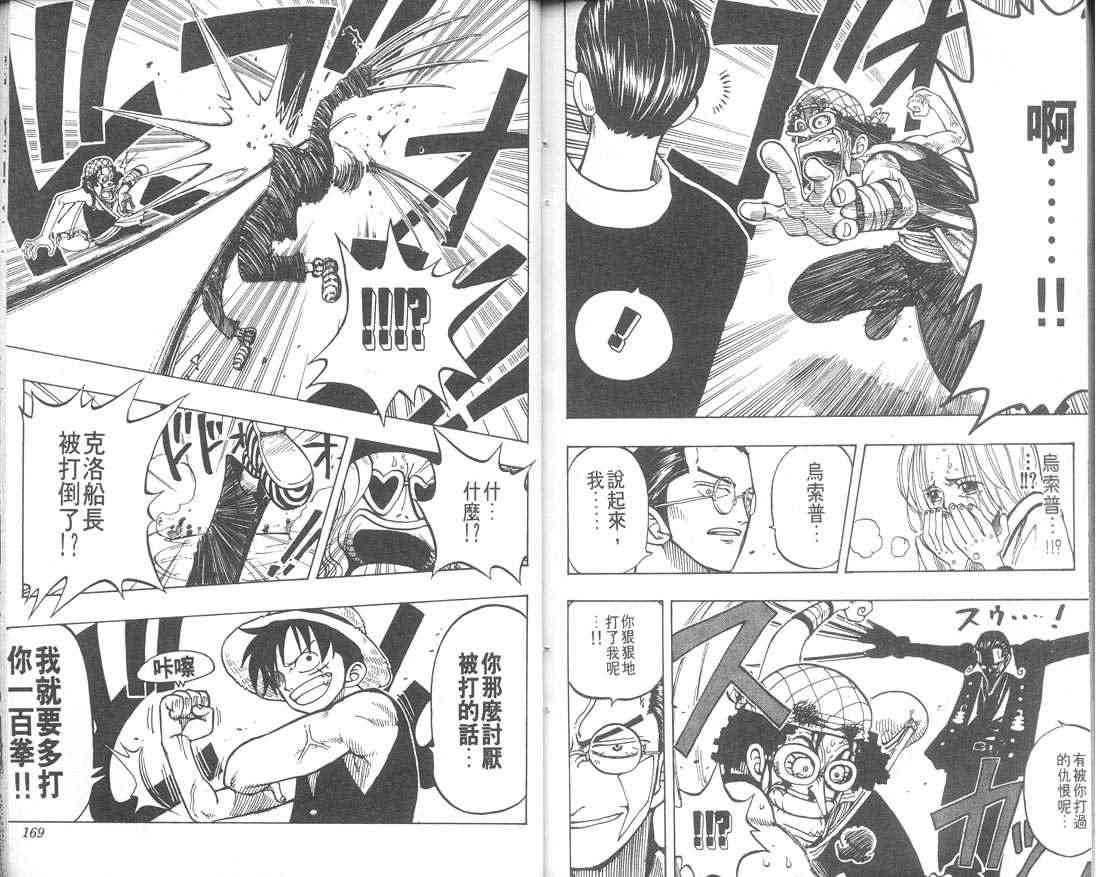 啊……!!
!
烏索普
…!!?
…!!?
烏索普…
說起來，
我……
スゥ…・・!
有被你打過
的仇恨呢…
你狠狠地
打了我呢
…!!
!!?
ズオ
ガガ
ドゴォ
!!!?
什…
什麼!?
ドドォ
克洛船長
被打倒了!?
你那麼討厭
被打的話…
咔嚓
我就要多打
你一百拳!!
169